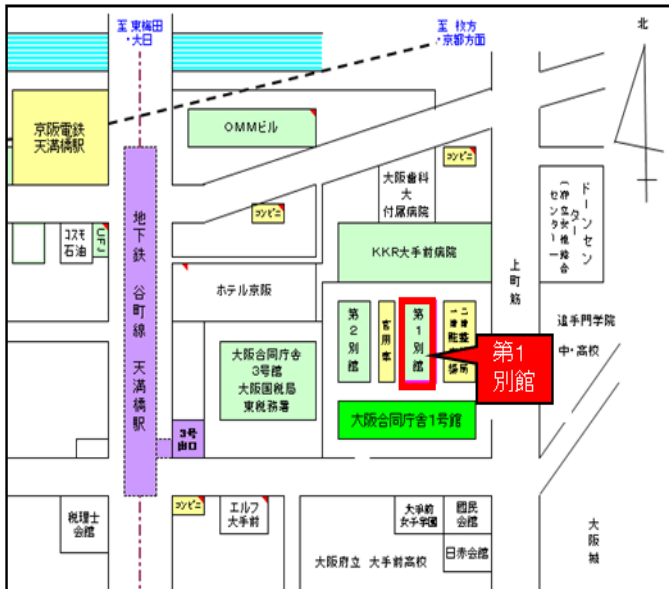 至 東梅田
・大日
至 枚方
・京都方面
北
京阪電鉄
天満橋駅
OMMビル
コンビニ
大阪歯科
大
付属病院
ドーンセン
ター
コスモ
石油
UFJ
コンビニ
KKR大手前病院
地下鉄 谷町線 天満橋駅
ホテル京阪
上町筋
第2別館
官用車
第1別館
第1
別館
追手門学院
中・高校
大阪合同庁舎
3号館
大阪国税局
東税務署
大阪合同庁舎1号館
3号
出口
税理士
会館
コンビニ
エルフ
大手前
大手前
女子学園
國民
会館
日赤会館
大阪府立 大手前高校
大阪城